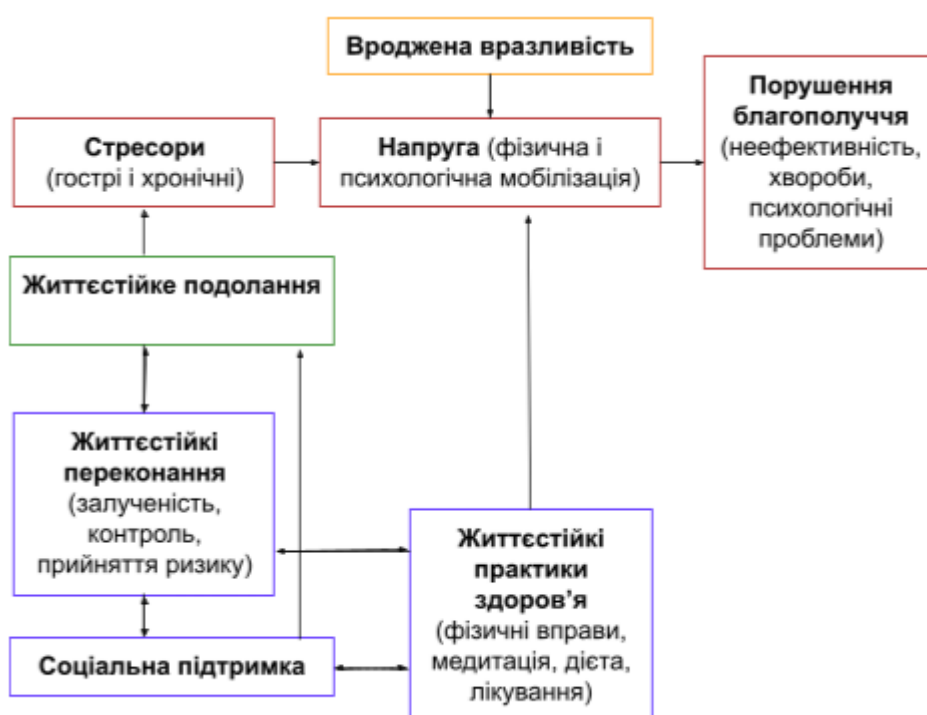 Вроджена вразливість
Порушення
благополуччя
(неефективність,
хвороби,
психологічні
проблеми)
Стресори
(гострі і хронічні)
Напруга (фізична і
психологічна мобілізація)
Життєстійке подолання
Життєстійкі
переконання
(залученість,
контроль,
прийняття ризику)
Життєстійкі
практики
здоров’я
(фізичні вправи,
медитація, дієта,
лікування)
Соціальна підтримка